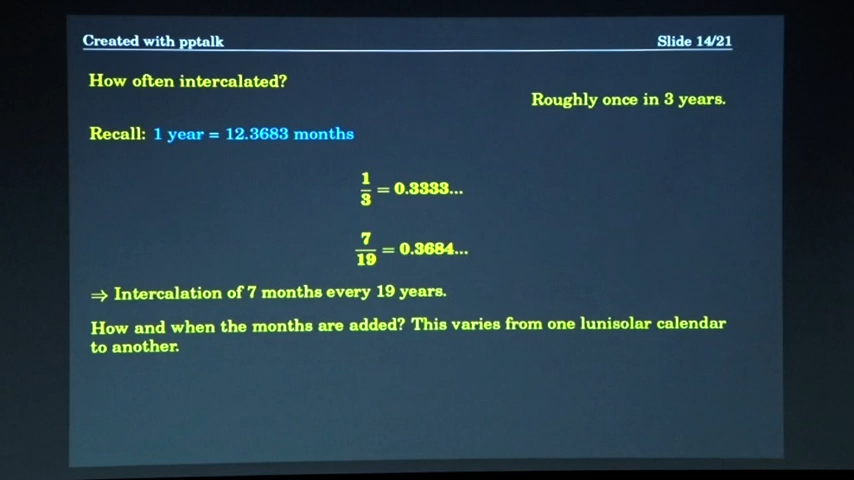 Created with pptalk
Slide 14/21
How often intercalated?
Roughly once in 3 years.
Recall: 1 year = 12.3683 months
1/3 = 0.3333...
7/19 = 0.3684...
⇒ Intercalation of 7 months every 19 years.
How and when the months are added? This varies from one lunisolar calendar
to another.